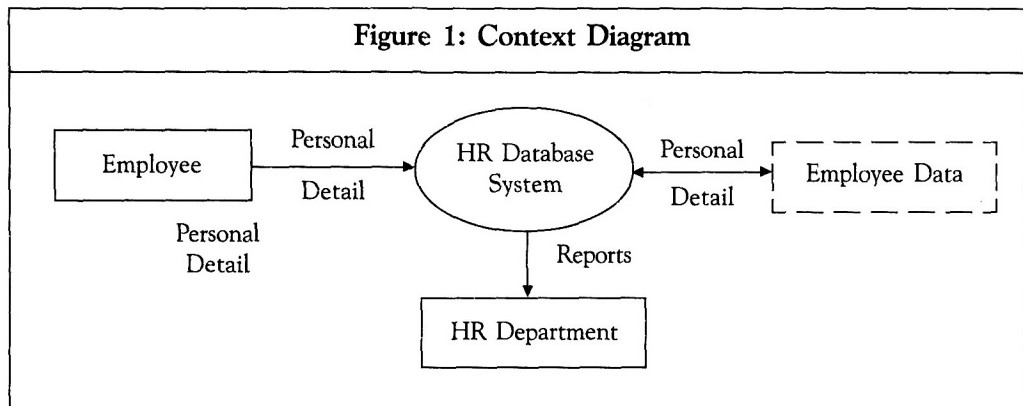 Figure 1: Context Diagram
Employee
Personal
Detail
HR Database
System
Personal
Detail
Employee Data
Personal
Detail
Reports
HR Department